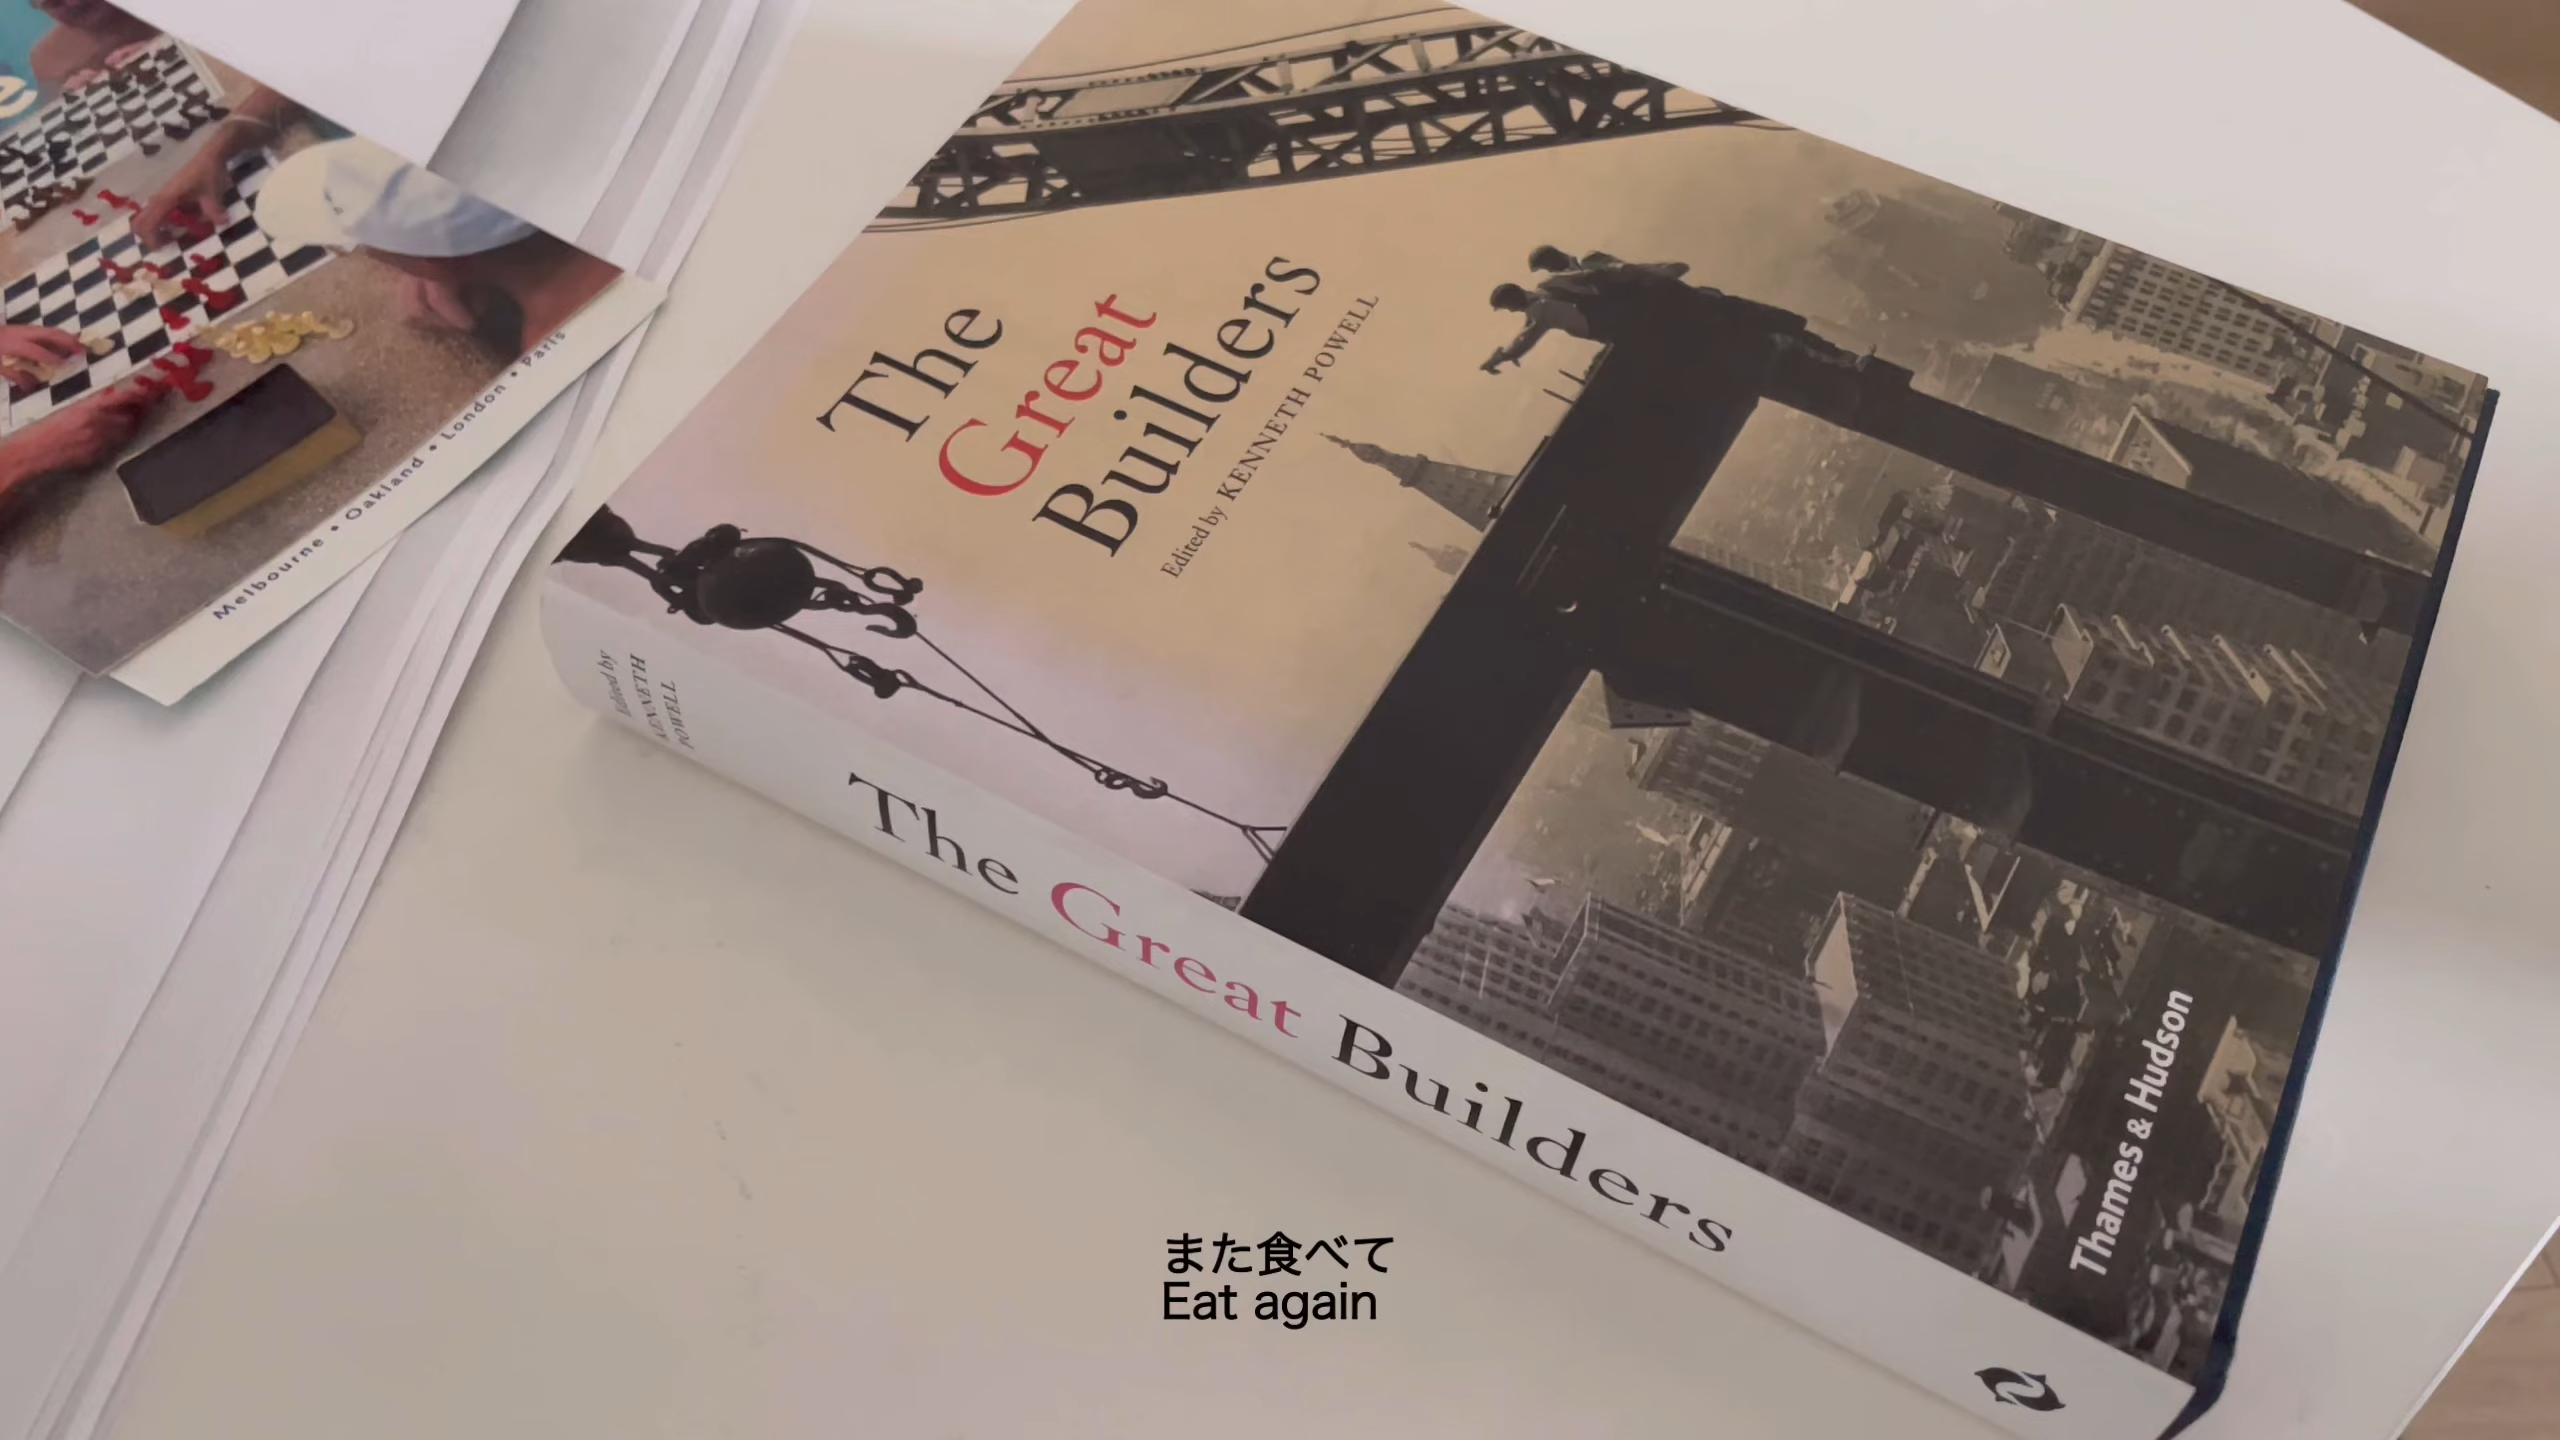 e
Melbourne • Oakland • London • Paris
The
Great
Builders
Edited by KENNETH POWELL
Edited by
KENNETH
POWELL
The Great Builders
Thames & Hudson
また食べて
Eat again